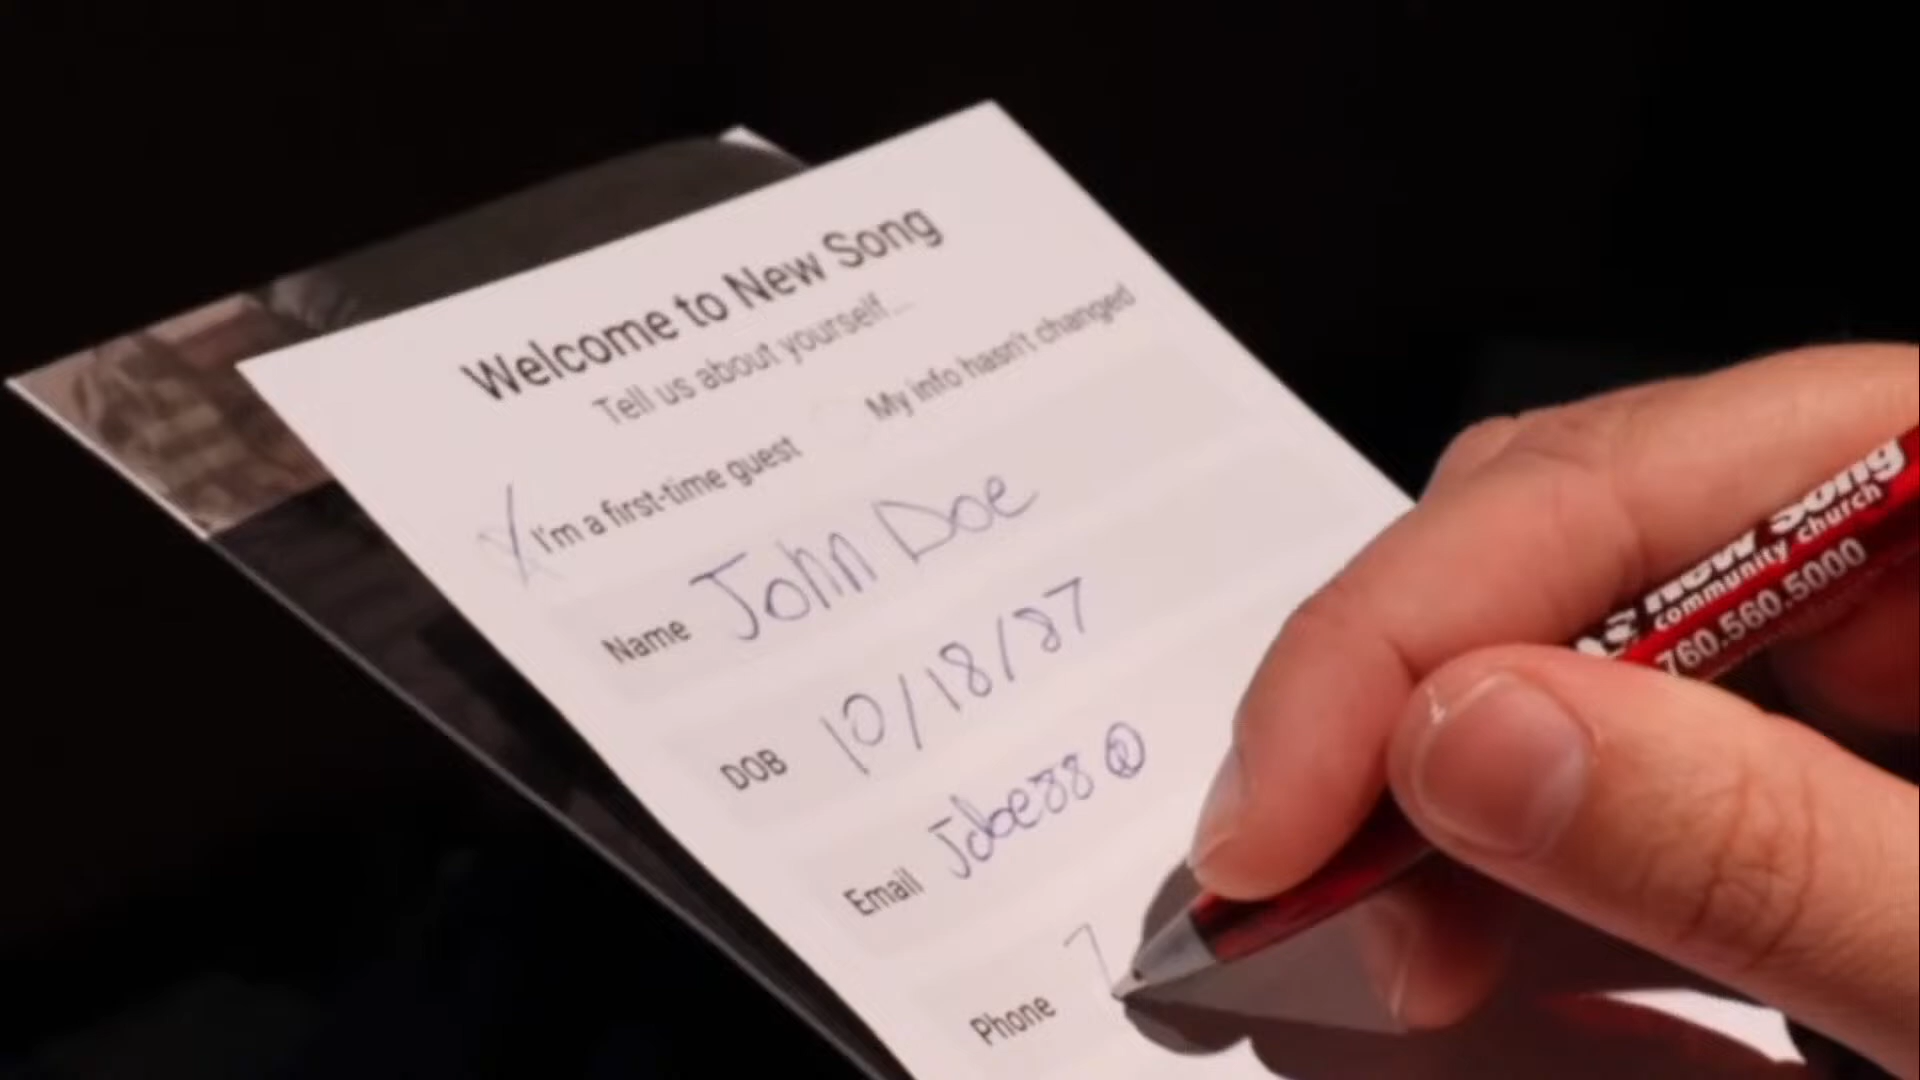 Welcome to New Song
Tell us about yourself...
X I'm a first-time guest
My info hasn't changed
Name John Doe
DOB 10/18/87
Email Jdoe88@
Phone 7
new song
community church
760.560.5000